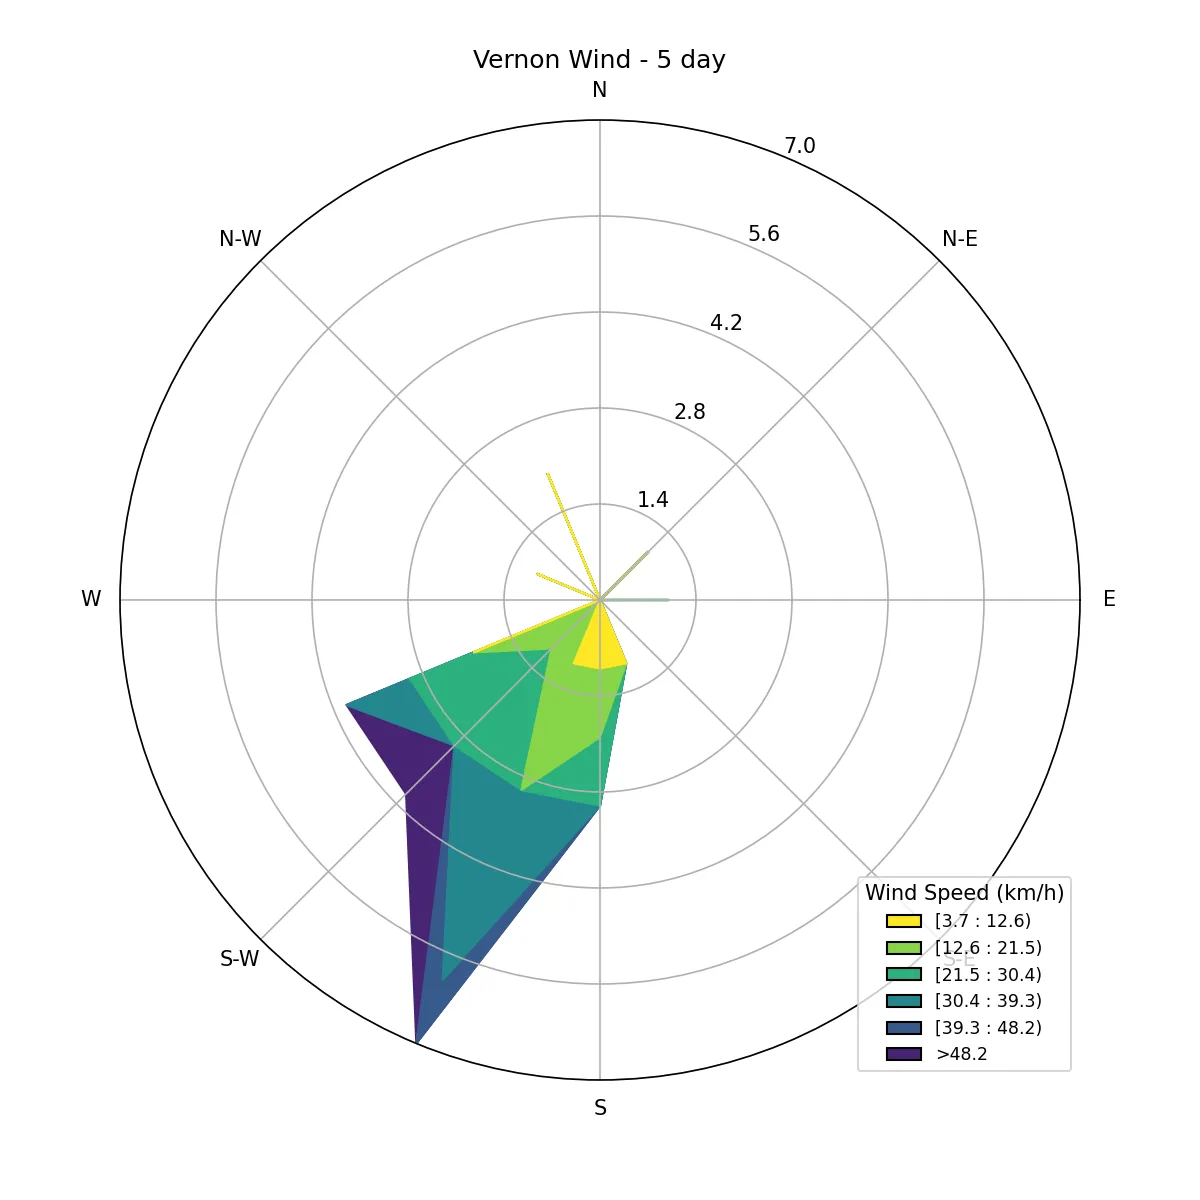 Vernon Wind - 5 day
N
7.0
N-W
5.6
N-E
4.2
2.8
1.4
W
E
Wind Speed (km/h)
[3.7 : 12.6)
[12.6 : 21.5)
S-W
S-E
[21.5 : 30.4)
[30.4 : 39.3)
[39.3 : 48.2)
>48.2
S